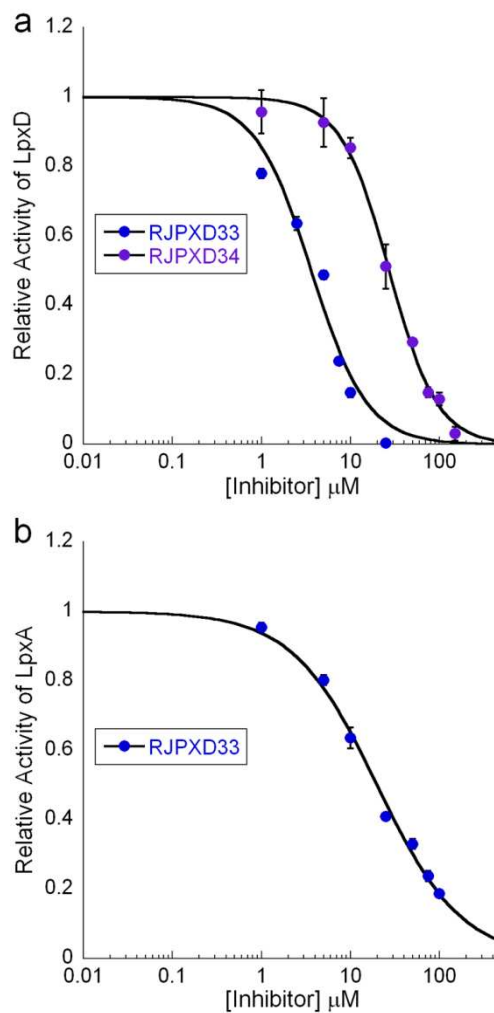 a
1.2
1
0.8
0.6
0.4
0.2
0
Relative Activity of LpxD
RJPXD33
RJPXD34
0.01
0.1
1
10
100
[Inhibitor] μM
b
1.2
1
0.8
0.6
0.4
0.2
0
Relative Activity of LpxA
RJPXD33
0.01
0.1
1
10
100
[Inhibitor] μM